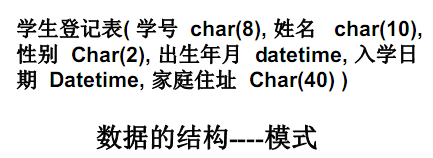 学生登记表( 学号 char(8), 姓名 char(10),
性别 Char(2), 出生年月 datetime, 入学日
期 Datetime, 家庭住址 Char(40) )
数据的结构----模式